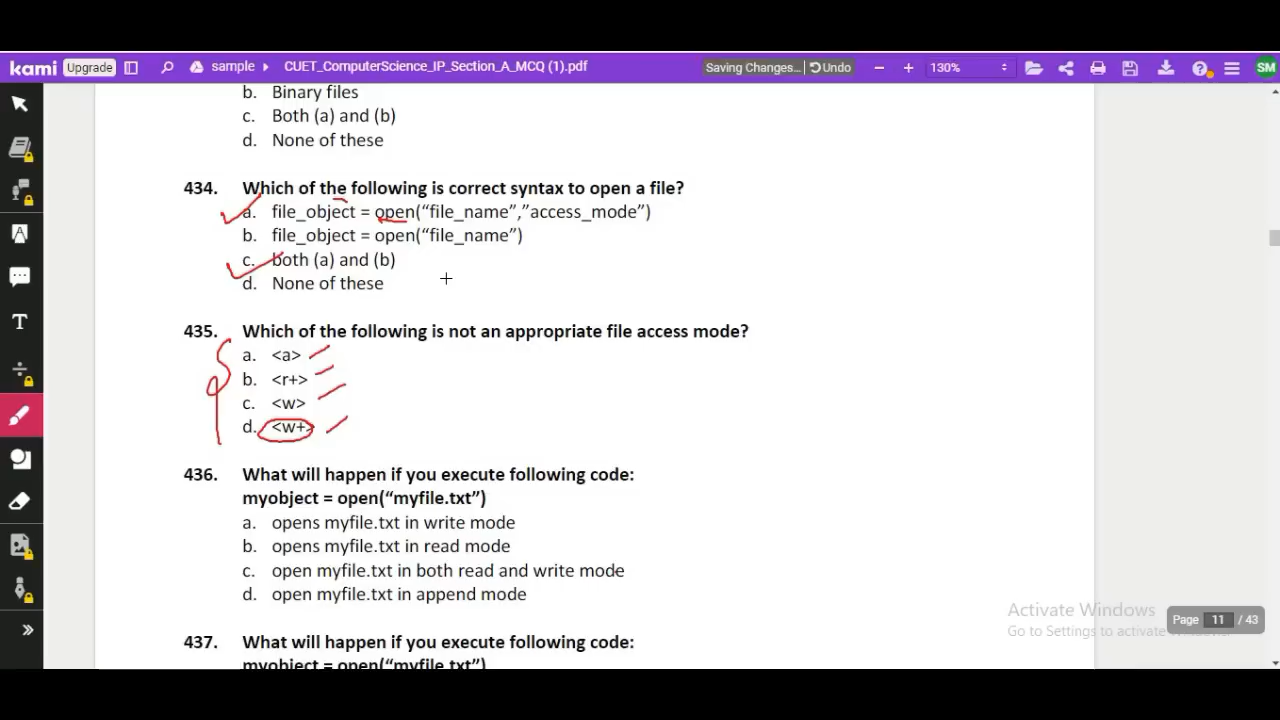 kami Upgrade sample CUET_ComputerScience_IP_Section_A_MCQ (1).pdf Saving Changes... Undo 130% SM
b. Binary files
c. Both (a) and (b)
d. None of these
434. Which of the following is correct syntax to open a file?
a. file_object = open(“file_name”,”access_mode”)
b. file_object = open(“file_name”)
c. both (a) and (b)
d. None of these
435. Which of the following is not an appropriate file access mode?
a. <a>
b. <r+>
c. <w>
d. <w+>
436. What will happen if you execute following code:
myobject = open(“myfile.txt”)
a. opens myfile.txt in write mode
b. opens myfile.txt in read mode
c. open myfile.txt in both read and write mode
d. open myfile.txt in append mode
Activate Windows
Go to Settings to activate Windows.
Page 11 / 43
437. What will happen if you execute following code:
myobject = open(“myfile.txt”)